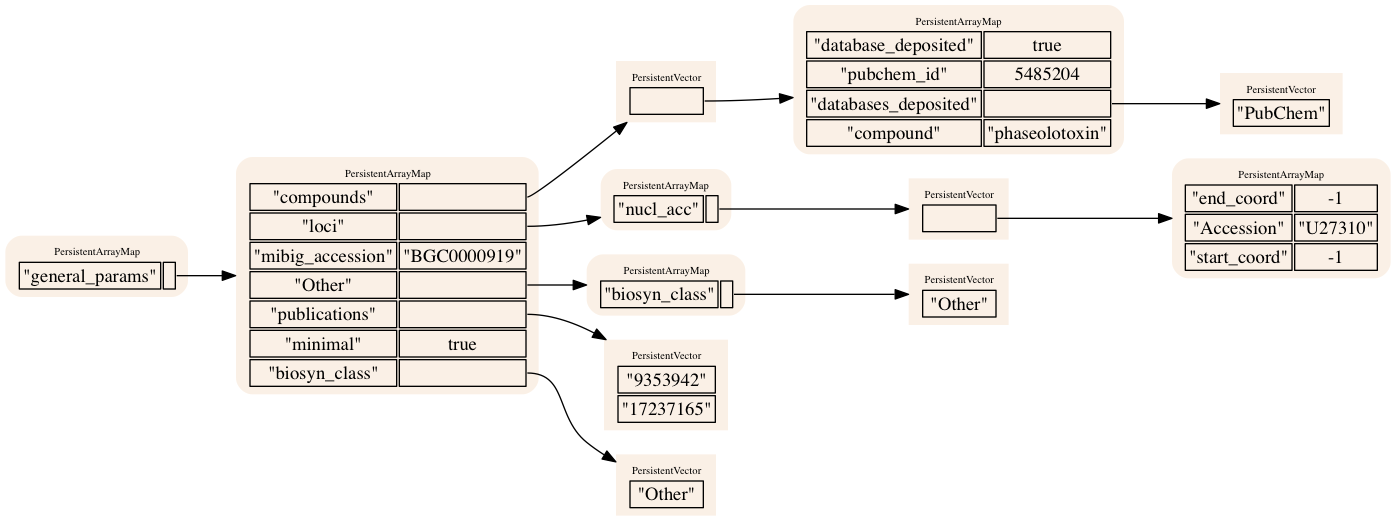 PersistentArrayMap
"general_params"
PersistentArrayMap
"compounds"
"loci"
"mibig_accession" "BGC0000919"
"Other"
"publications"
"minimal" true
"biosyn_class"
PersistentVector
PersistentArrayMap
"database_deposited" true
"pubchem_id" 5485204
"databases_deposited"
"compound" "phaseolotoxin"
PersistentVector
"PubChem"
PersistentArrayMap
"nucl_acc"
PersistentVector
PersistentArrayMap
"end_coord" -1
"Accession" "U27310"
"start_coord" -1
PersistentArrayMap
"biosyn_class"
PersistentVector
"Other"
PersistentVector
"9353942"
"17237165"
PersistentVector
"Other"